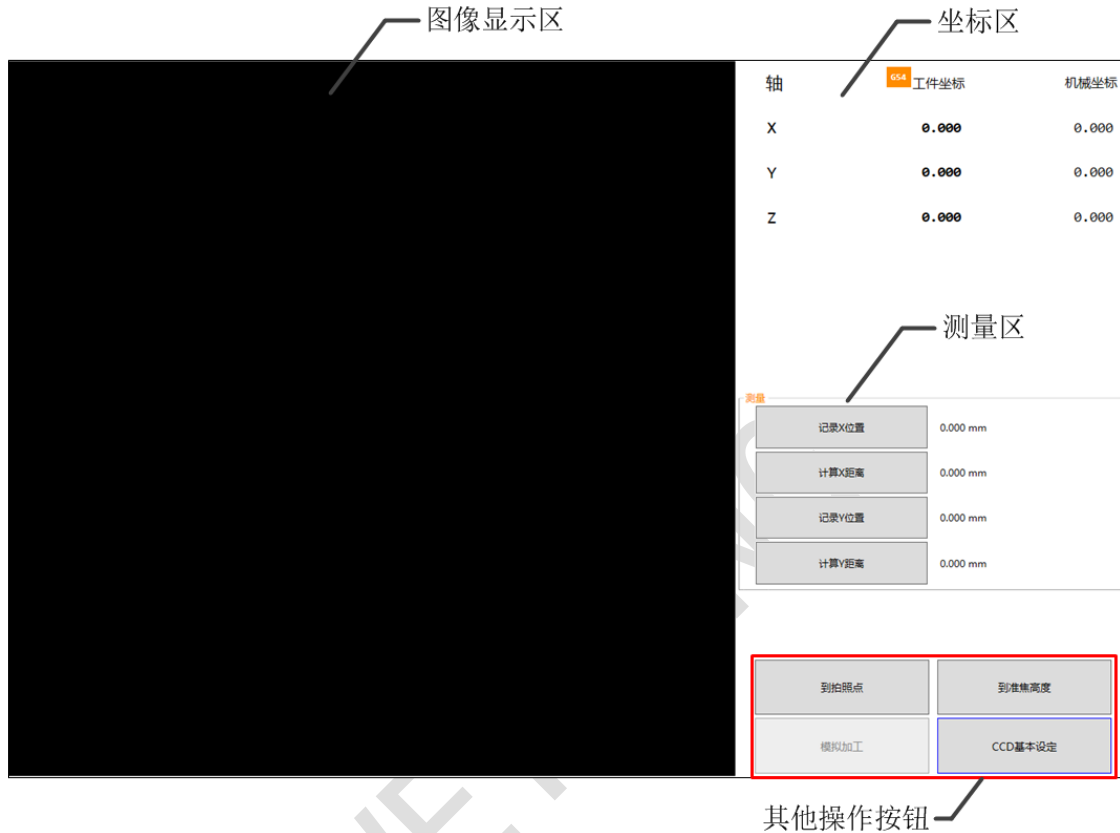 图像显示区
坐标区
轴 G54 工件坐标 机械坐标
X 0.000 0.000
Y 0.000 0.000
Z 0.000 0.000
测量区
测量
记录X位置 0.000 mm
计算X距离 0.000 mm
记录Y位置 0.000 mm
计算Y距离 0.000 mm
到拍照点 到准焦高度
模拟加工 CCD基本设定
其他操作按钮